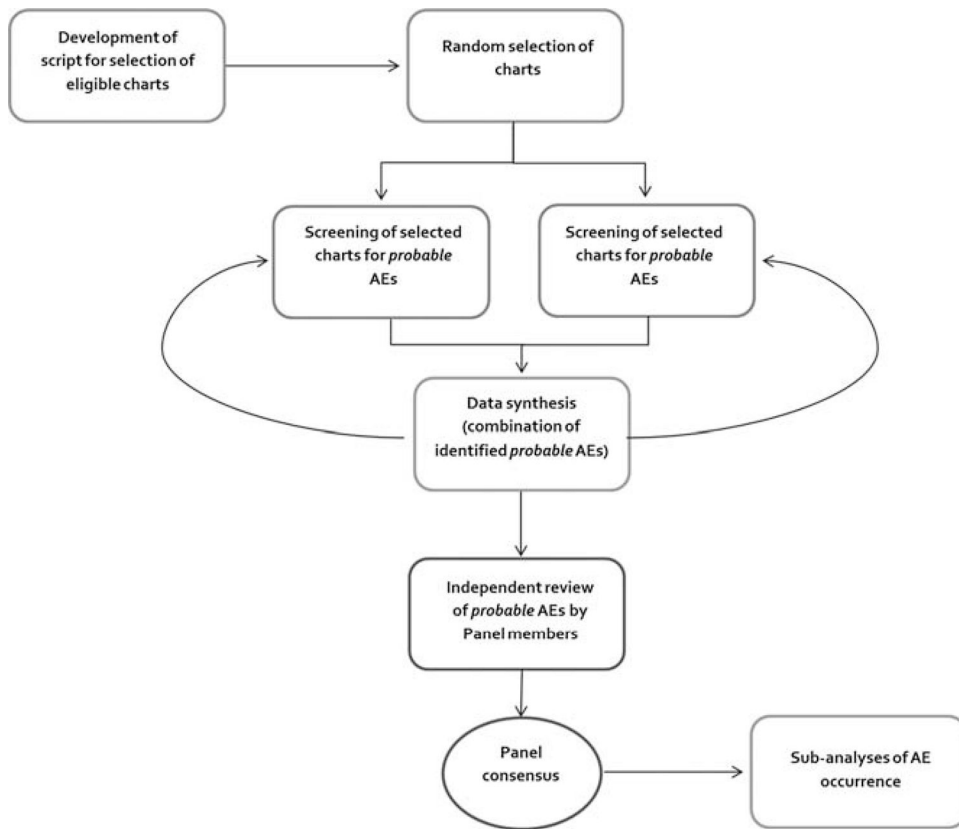 Development of
script for selection of
eligible charts
Random selection of
charts
Screening of selected
charts for probable
AEs
Screening of selected
charts for probable
AEs
Data synthesis
(combination of
identified probable AEs)
Independent review
of probable AEs by
Panel members
Panel
consensus
Sub-analyses of AE
occurrence